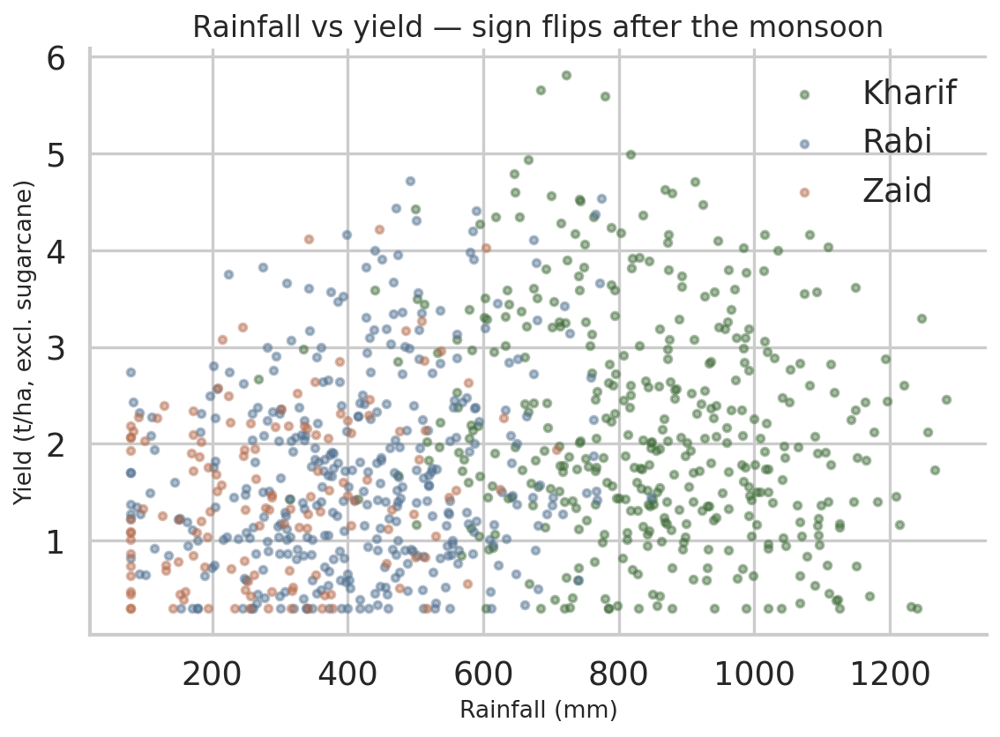 Rainfall vs yield — sign flips after the monsoon
Yield (t/ha, excl. sugarcane)
6
5
4
3
2
1
Kharif
Rabi
Zaid
200 400 600 800 1000 1200
Rainfall (mm)